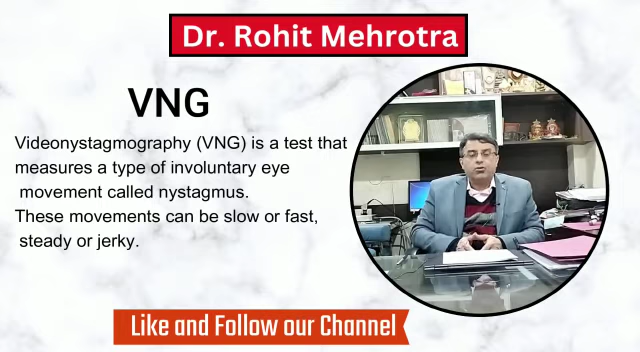 Dr. Rohit Mehrotra
VNG
Videonystagmography (VNG) is a test that
measures a type of involuntary eye
movement called nystagmus.
These movements can be slow or fast,
steady or jerky.
Like and Follow our Channel